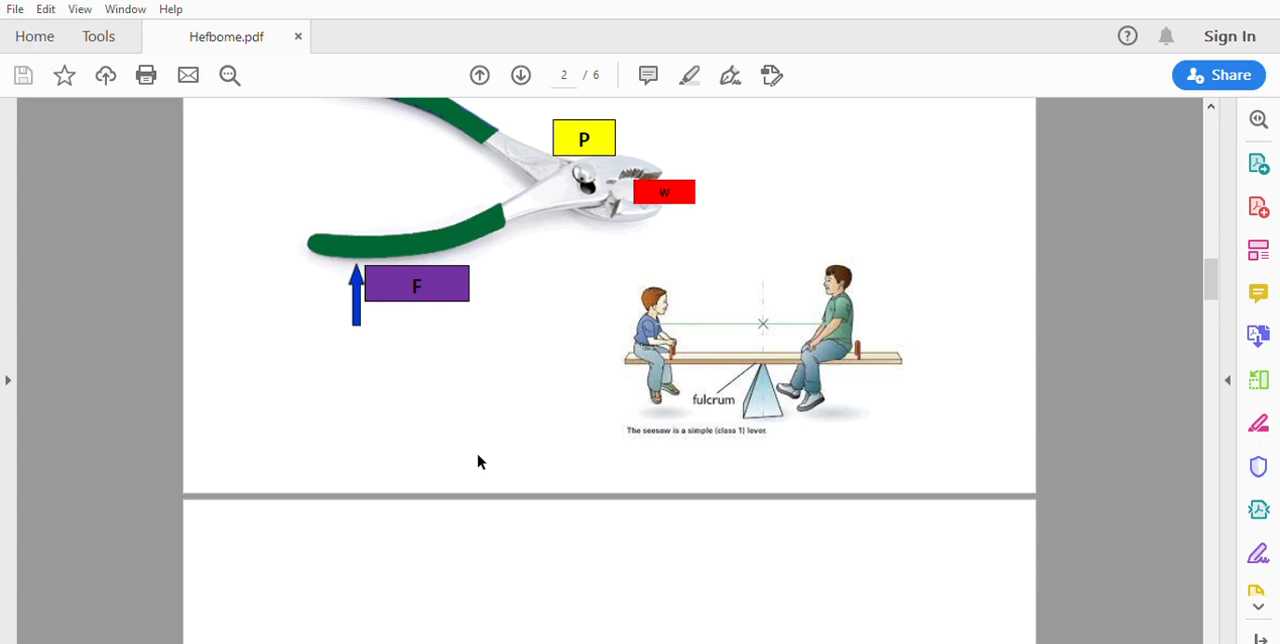 File Edit View Window Help
Home Tools Hefbome.pdf × ? Sign In
2 / 6 Share
P
W
F
fulcrum
The seesaw is a simple (class 1) lever.